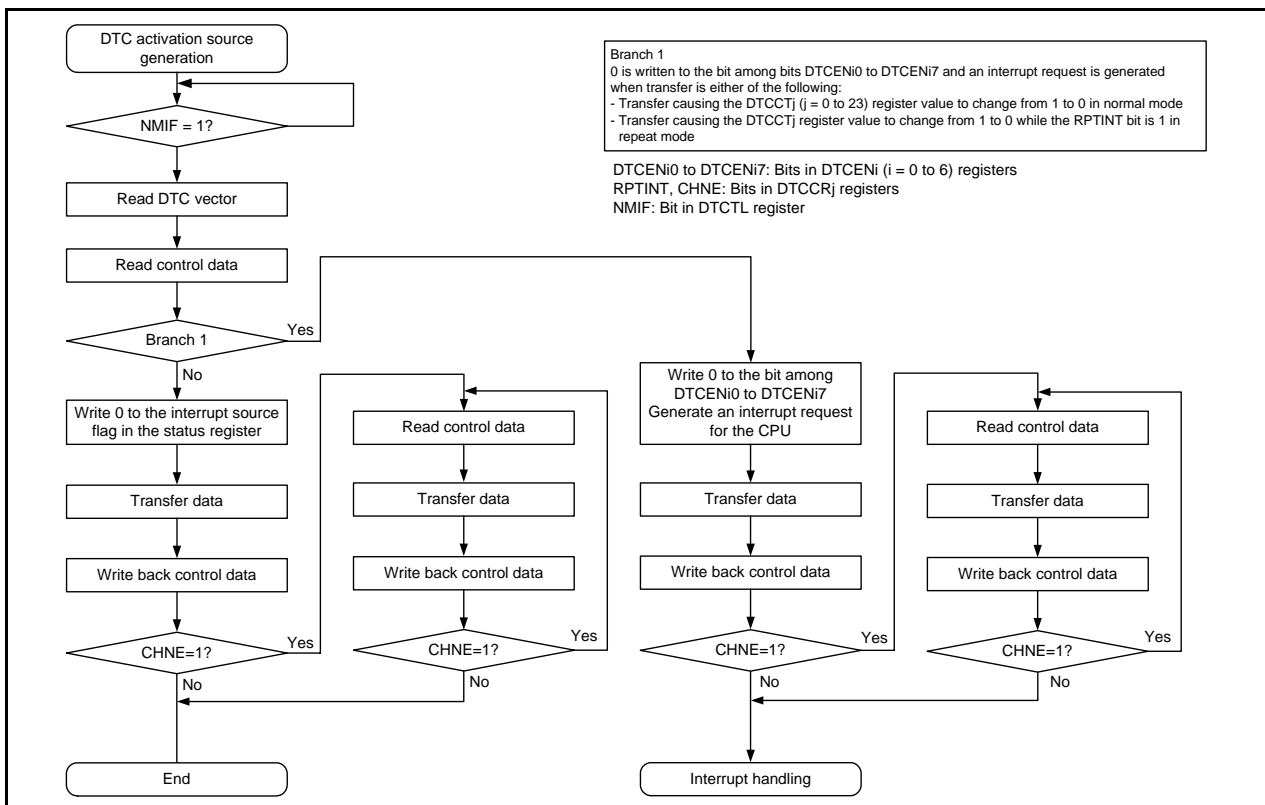 DTC activation source
generation
NMIF = 1?
Read DTC vector
Read control data
Branch 1
Yes
No
Write 0 to the interrupt source
flag in the status register
Transfer data
Write back control data
CHNE=1?
Yes
No
End
Read control data
Transfer data
Write back control data
CHNE=1?
Yes
No
Branch 1
0 is written to the bit among bits DTCENi0 to DTCENi7 and an interrupt request is generated
when transfer is either of the following:
- Transfer causing the DTCCTj (j = 0 to 23) register value to change from 1 to 0 in normal mode
- Transfer causing the DTCCTj register value to change from 1 to 0 while the RPTINT bit is 1 in
repeat mode
DTCENi0 to DTCENi7: Bits in DTCENi (i = 0 to 6) registers
RPTINT, CHNE: Bits in DTCCRj registers
NMIF: Bit in DTCTL register
Write 0 to the bit among
DTCENi0 to DTCENi7
Generate an interrupt request
for the CPU
Transfer data
Write back control data
CHNE=1?
Yes
No
Interrupt handling
Read control data
Transfer data
Write back control data
CHNE=1?
Yes
No